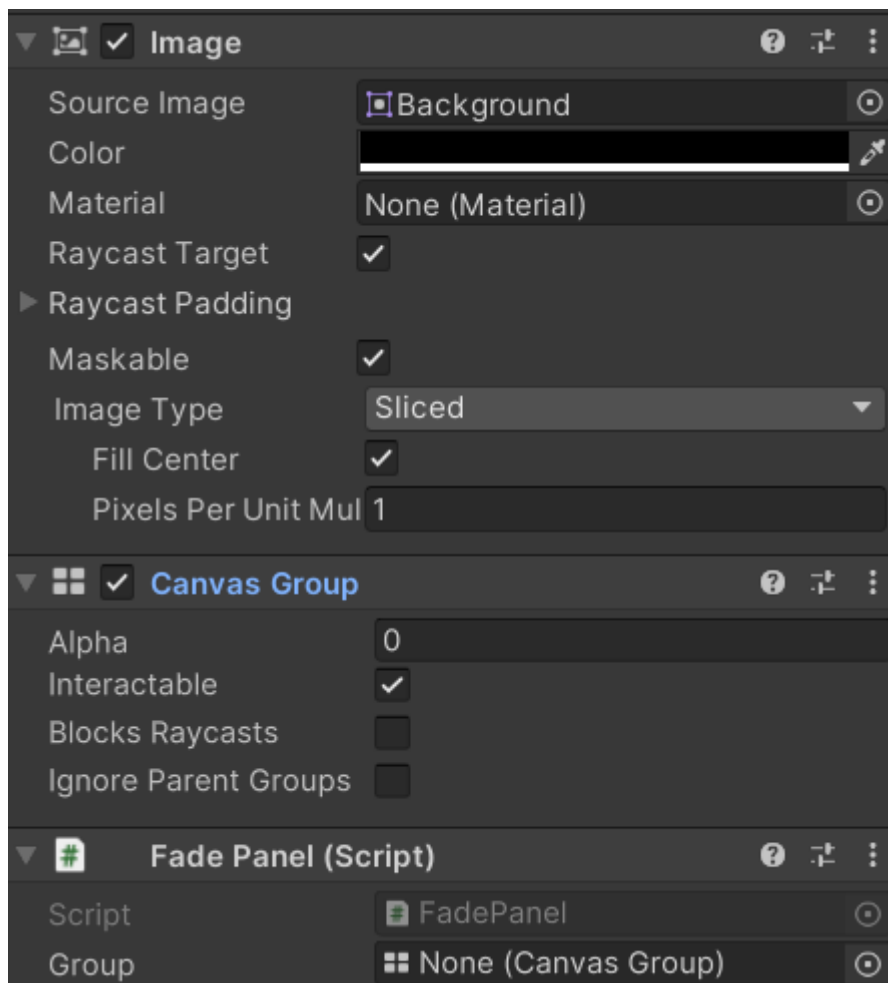 Image
Source Image Background
Color
Material None (Material)
Raycast Target
Raycast Padding
Maskable
Image Type Sliced
Fill Center
Pixels Per Unit Mul 1
Canvas Group
Alpha 0
Interactable
Blocks Raycasts
Ignore Parent Groups
# Fade Panel (Script)
Script # FadePanel
Group None (Canvas Group)